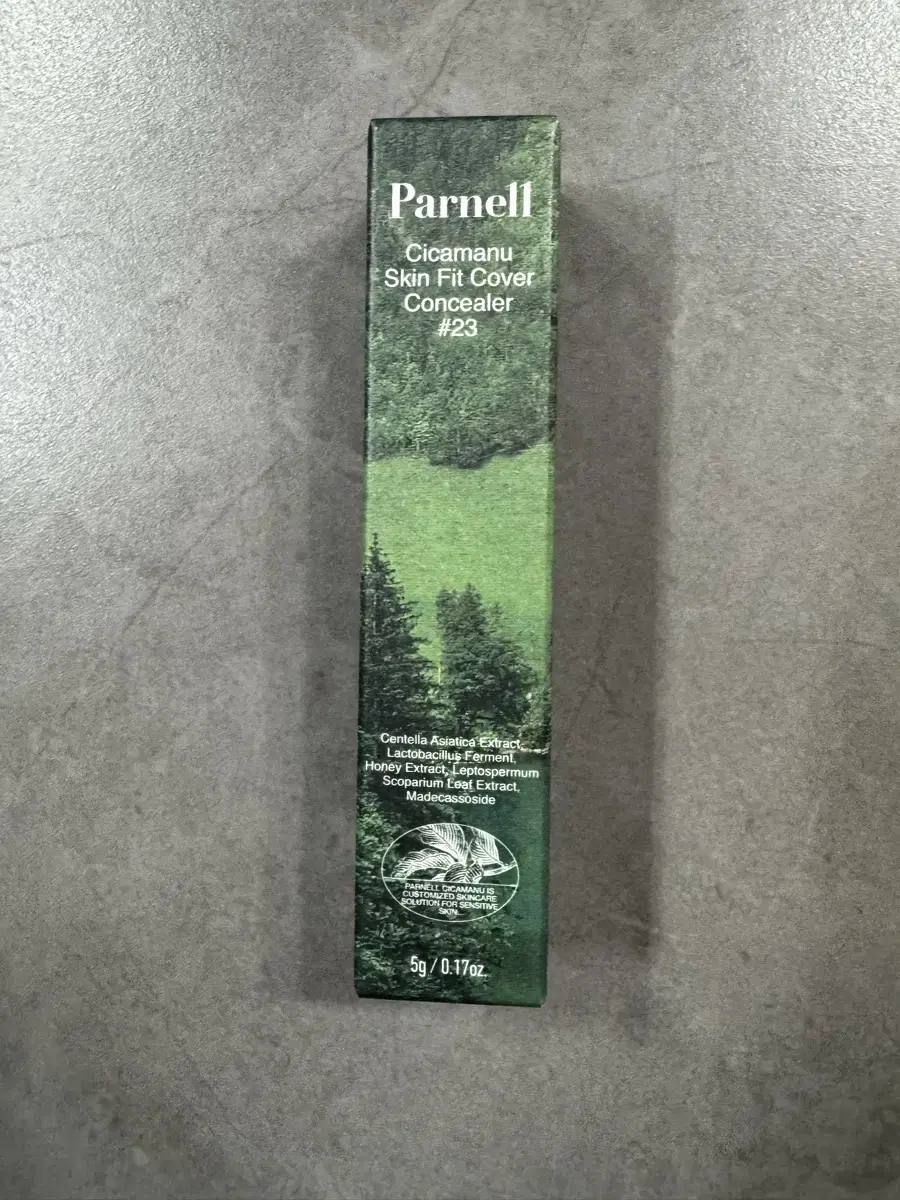 Parnell
Cicamanu
Skin Fit Cover
Concealer
#23
Centella Asiatica Extract,
Lactobacillus Ferment,
Honey Extract, Leptospermum
Scoparium Leaf Extract,
Madecassoside
PARNELL CICAMANU IS
CUSTOMIZED SKINCARE
SOLUTION FOR SENSITIVE
SKIN.
5g / 0.17oz.